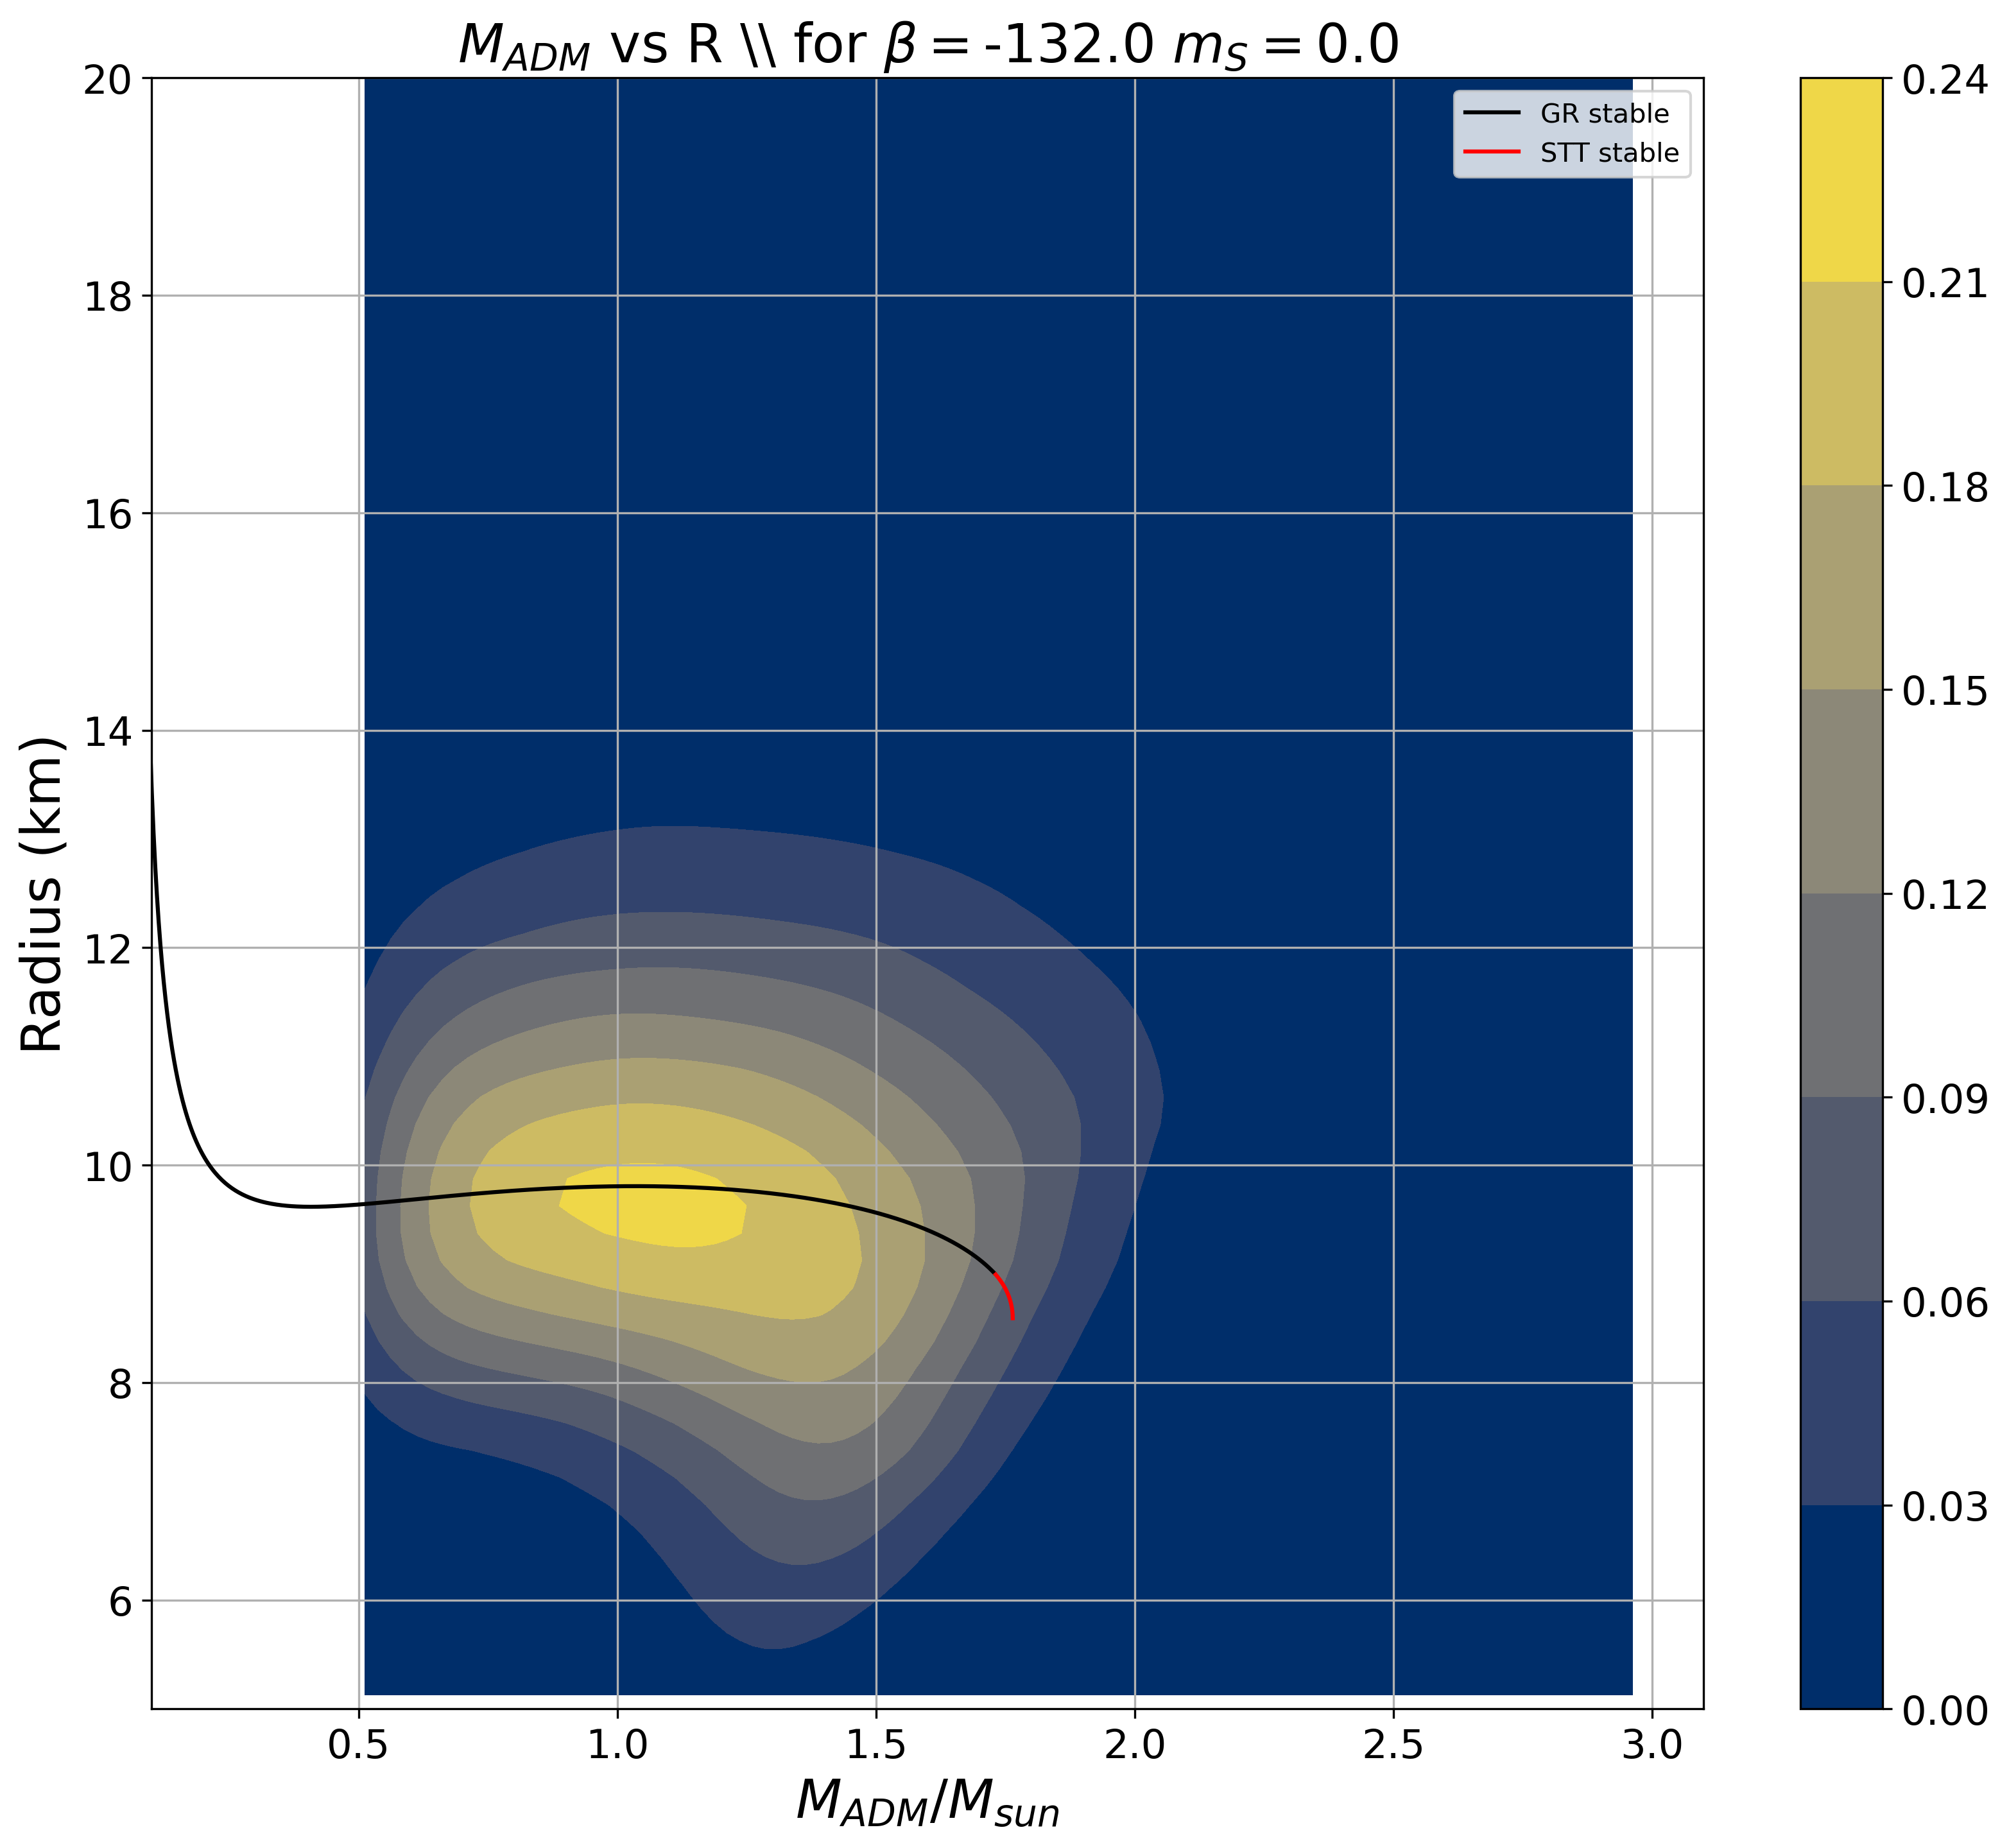 M_ADM vs R \\ for β = -132.0 m_S = 0.0
GR stable
STT stable
Radius (km)
20
18
16
14
12
10
8
6
0.5 1.0 1.5 2.0 2.5 3.0
M_ADM/M_sun
0.24
0.21
0.18
0.15
0.12
0.09
0.06
0.03
0.00